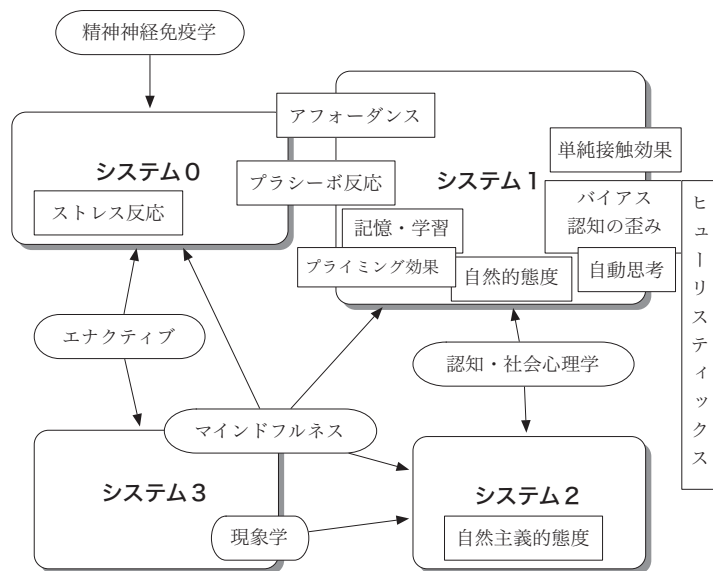 精神神経免疫学
アフォーダンス
システム0
プラシーボ反応
ストレス反応
システム1
単純接触効果
バイアス
認知の歪み
ヒューリスティックス
記憶・学習
プライミング効果
自然的態度
自動思考
エナクティブ
認知・社会心理学
マインドフルネス
システム3
現象学
システム2
自然主義的態度